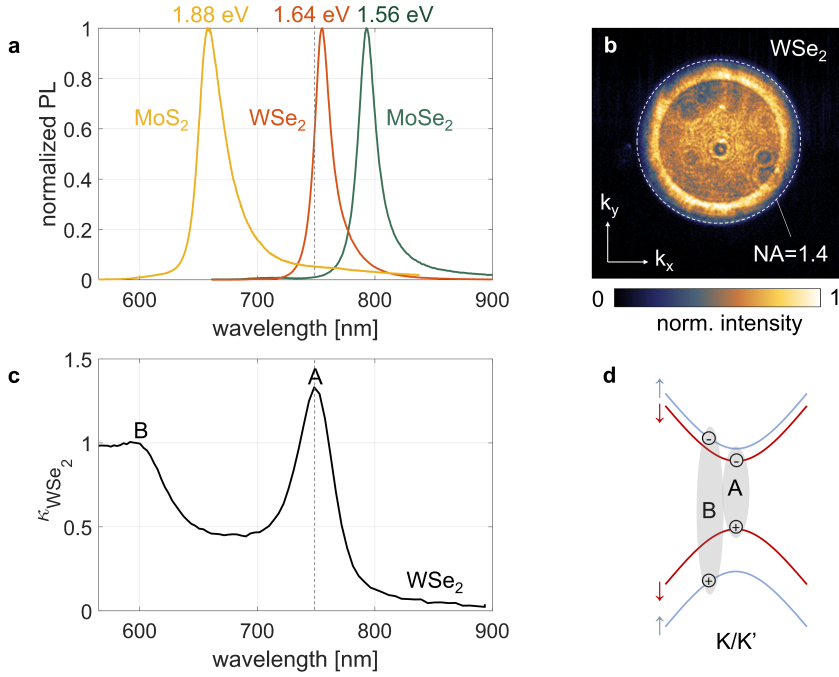 a
1.88 eV 1.64 eV 1.56 eV
1
0.8
0.6
0.4
0.2
0
normalized PL
MoS2
WSe2
MoSe2
600 700 800 900
wavelength [nm]
b
WSe2
ky
kx
NA=1.4
0 1
norm. intensity
c
1.5
1
0.5
0
κWSe2
B
A
WSe2
600 700 800 900
wavelength [nm]
d
↑
↓
-
-
A
B
+
+
↓
↑
K/K’